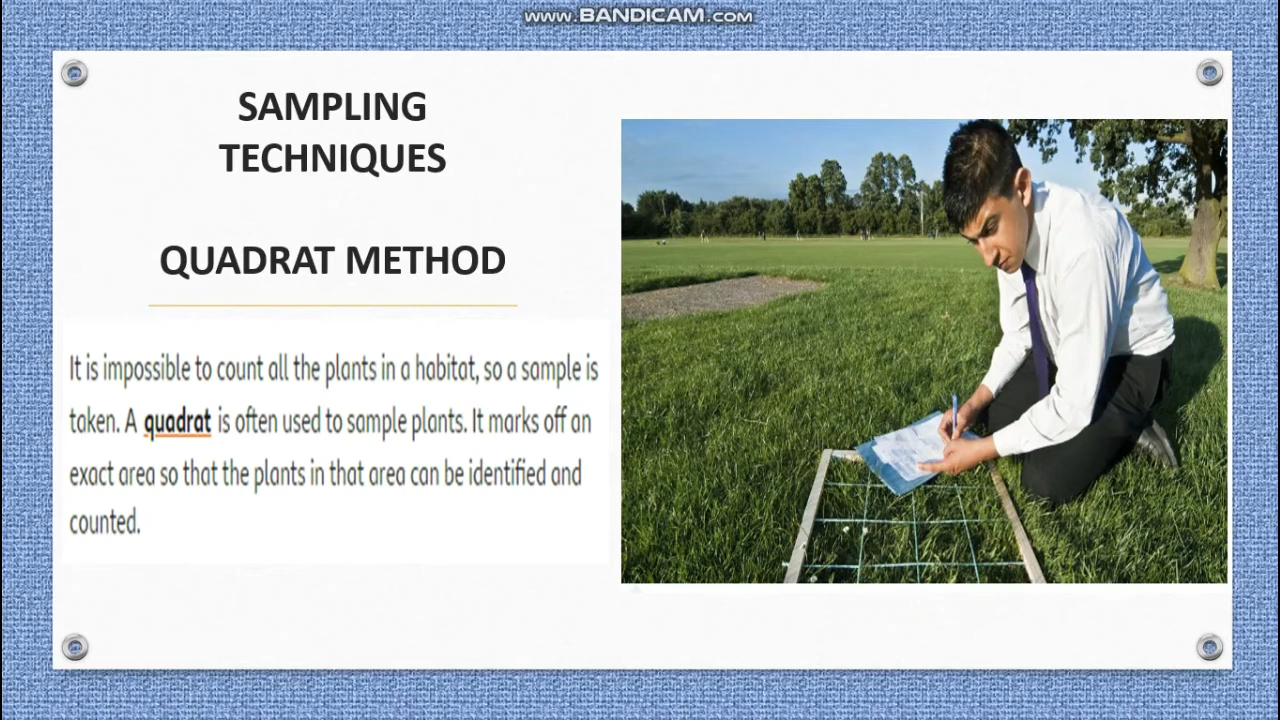 www.BANDICAM.com
SAMPLING
TECHNIQUES
QUADRAT METHOD
It is impossible to count all the plants in a habitat, so a sample is
taken. A quadrat is often used to sample plants. It marks off an
exact area so that the plants in that area can be identified and
counted.